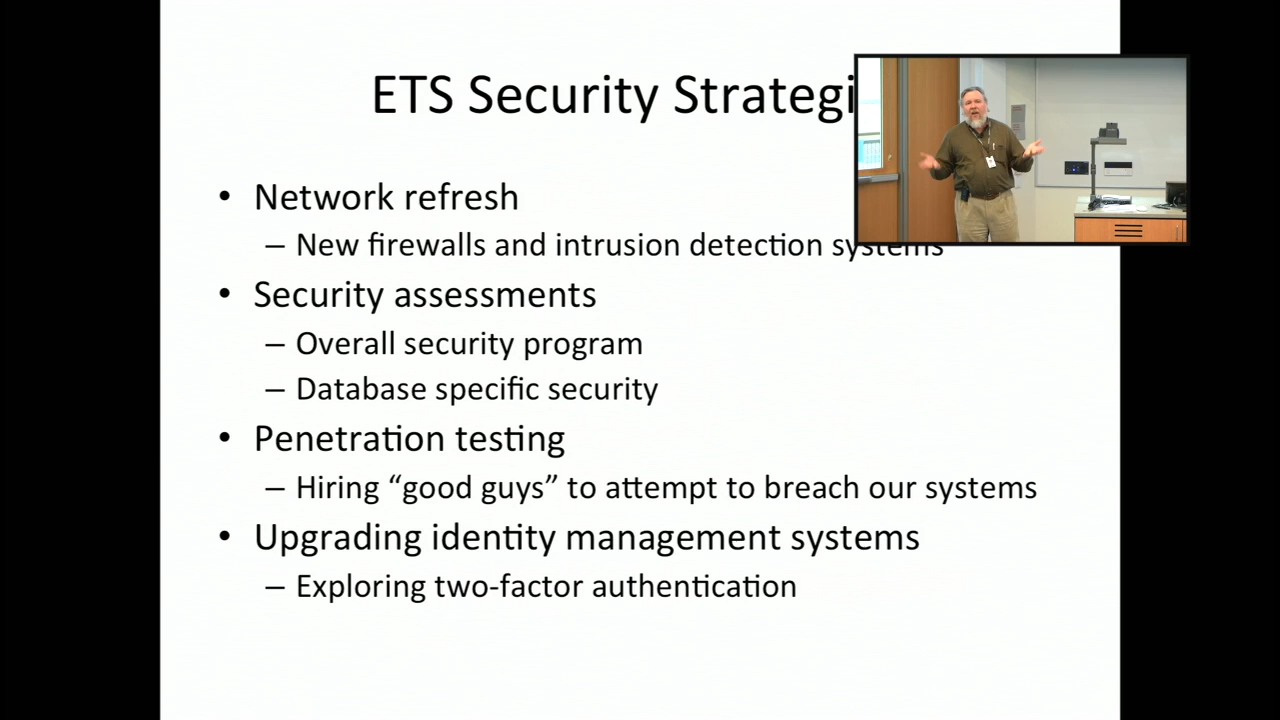 ETS Security Strategi
• Network refresh
– New firewalls and intrusion detection systems
• Security assessments
– Overall security program
– Database specific security
• Penetration testing
– Hiring “good guys” to attempt to breach our systems
• Upgrading identity management systems
– Exploring two-factor authentication